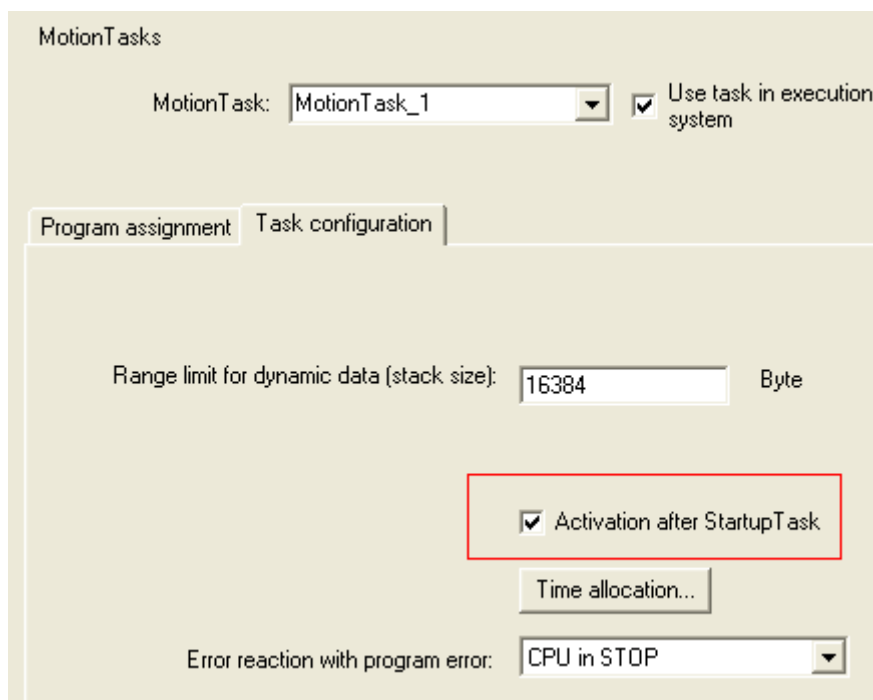 MotionTasks
MotionTask: MotionTask_1 Use task in execution
system
Program assignment Task configuration
Range limit for dynamic data (stack size): 16384 Byte
Activation after StartupTask
Time allocation...
Error reaction with program error: CPU in STOP